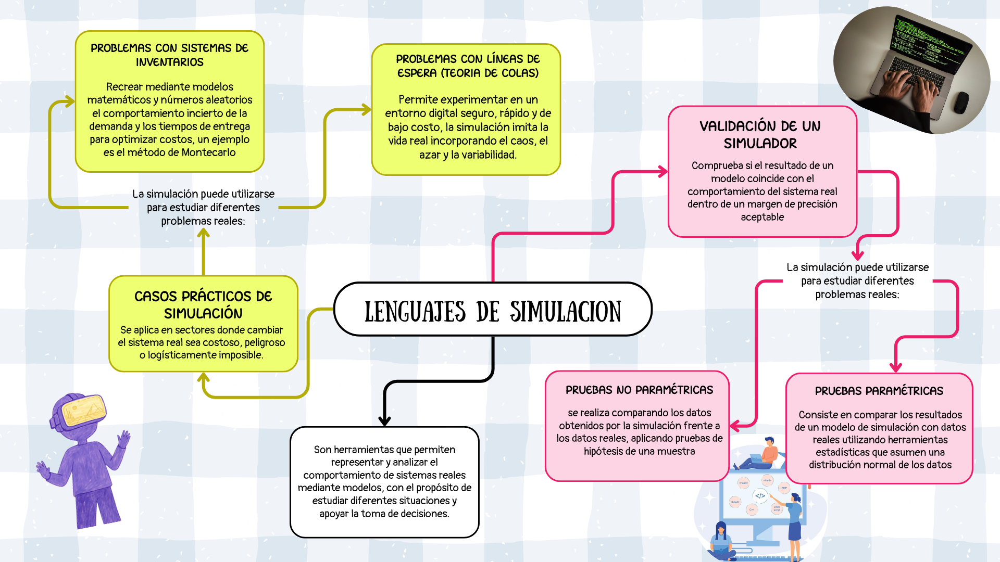 PROBLEMAS CON SISTEMAS DE
INVENTARIOS
Recrear mediante modelos
matemáticos y números aleatorios
el comportamiento incierto de la
demanda y los tiempos de entrega
para optimizar costos, un ejemplo
es el método de Montecarlo
PROBLEMAS CON LÍNEAS DE
ESPERA (TEORIA DE COLAS)
Permite experimentar en un
entorno digital seguro, rápido y de
bajo costo, la simulación imita la
vida real incorporando el caos, el
azar y la variabilidad.
La simulación puede utilizarse
para estudiar diferentes
problemas reales:
VALIDACIÓN DE UN
SIMULADOR
Comprueba si el resultado de un
modelo coincide con el
comportamiento del sistema real
dentro de un margen de precisión
aceptable
La simulación puede utilizarse
para estudiar diferentes
problemas reales:
CASOS PRÁCTICOS DE
SIMULACIÓN
Se aplica en sectores donde cambiar
el sistema real sea costoso, peligroso
o logísticamente imposible.
LENGUAJES DE SIMULACION
Son herramientas que permiten
representar y analizar el
comportamiento de sistemas reales
mediante modelos, con el propósito de
estudiar diferentes situaciones y
apoyar la toma de decisiones.
PRUEBAS NO PARAMÉTRICAS
se realiza comparando los datos
obtenidos por la simulación frente a
los datos reales, aplicando pruebas de
hipótesis de una muestra
PRUEBAS PARAMÉTRICAS
Consiste en comparar los resultados
de un modelo de simulación con datos
reales utilizando herramientas
estadísticas que asumen una
distribución normal de los datos
</>
PHP
C++
JAVA
script